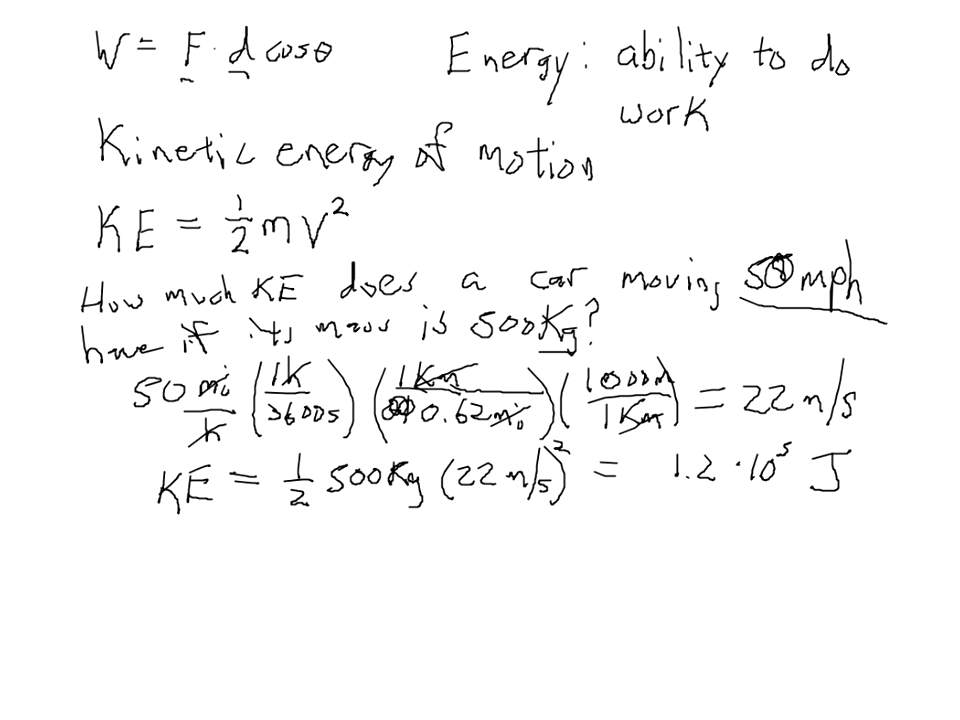 W = F · d cosθ
Energy: ability to do work
Kinetic energy of motion
KE = 1/2 mv²
How much KE does a car moving 50 mph
have if its mass is 500Kg?
50 mi/h (1h/3600s) (1Km/0.62mi) (1000m/1Km) = 22 m/s
KE = 1/2 500Kg (22 m/s)² = 1.2 · 10⁵ J